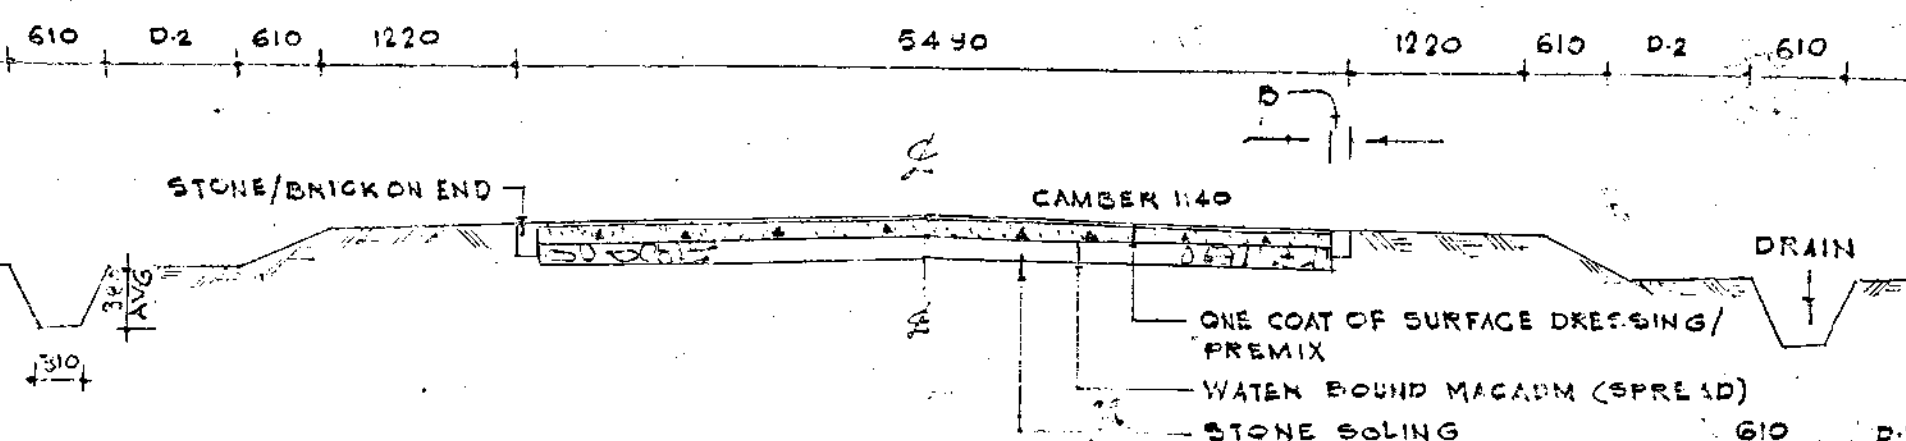 610 D.2 610 1220 5490 1220 610 D.2 610
B
STONE/BRICK ON END
CAMBER 1:40
DRAIN
AVG
310
ONE COAT OF SURFACE DRESSING/
PREMIX
WATER BOUND MACADM (SPREAD)
STONE SOLING
610